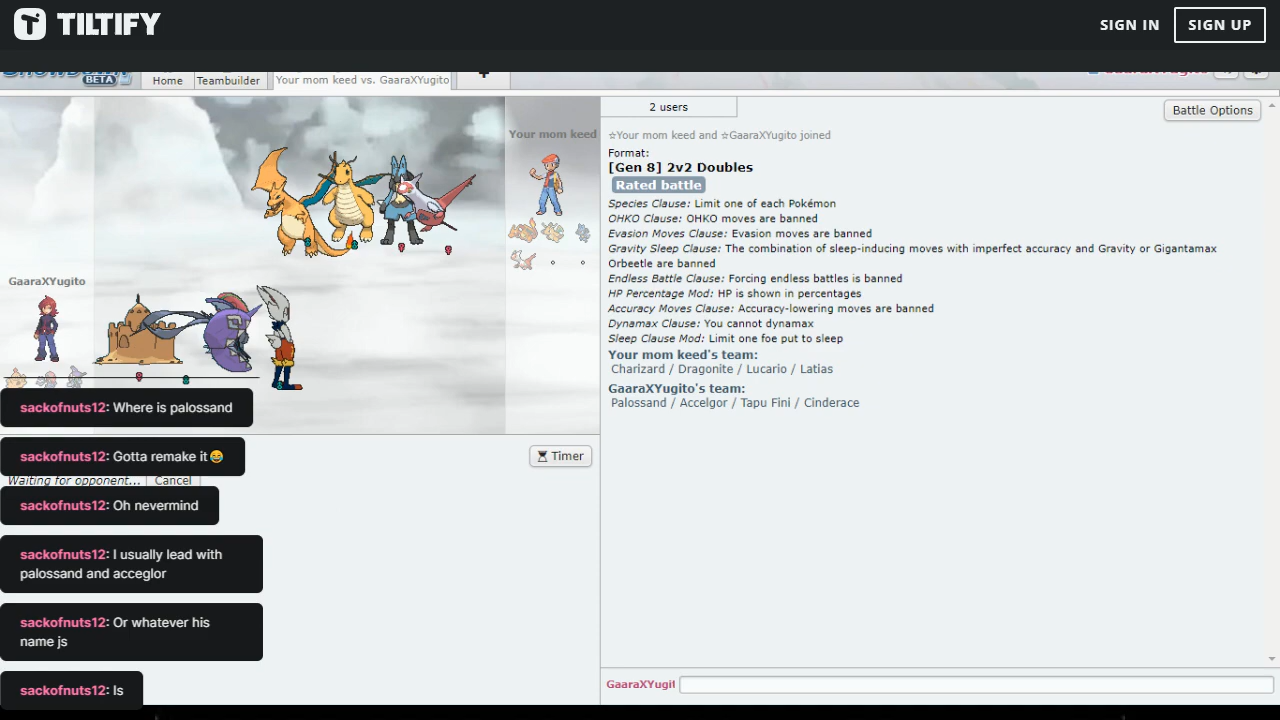 TILTIFY
SIGN IN
SIGN UP
BETA
Home
Teambuilder
Your mom keed vs. GaaraXYugito
2 users
Battle Options
Your mom keed
GaaraXYugito
☆Your mom keed and ☆GaaraXYugito joined
Format:
[Gen 8] 2v2 Doubles
Rated battle
Species Clause: Limit one of each Pokémon
OHKO Clause: OHKO moves are banned
Evasion Moves Clause: Evasion moves are banned
Gravity Sleep Clause: The combination of sleep-inducing moves with imperfect accuracy and Gravity or Gigantamax
Orbeetle are banned
Endless Battle Clause: Forcing endless battles is banned
HP Percentage Mod: HP is shown in percentages
Accuracy Moves Clause: Accuracy-lowering moves are banned
Dynamax Clause: You cannot dynamax
Sleep Clause Mod: Limit one foe put to sleep
Your mom keed's team:
Charizard / Dragonite / Lucario / Latias
GaaraXYugito's team:
Palossand / Accelgor / Tapu Fini / Cinderace
sackofnuts12: Where is palossand
sackofnuts12: Gotta remake it😂
Timer
Waiting for opponent...
Cancel
sackofnuts12: Oh nevermind
sackofnuts12: I usually lead with
palossand and acceglor
sackofnuts12: Or whatever his
name js
sackofnuts12: Is
GaaraXYugit